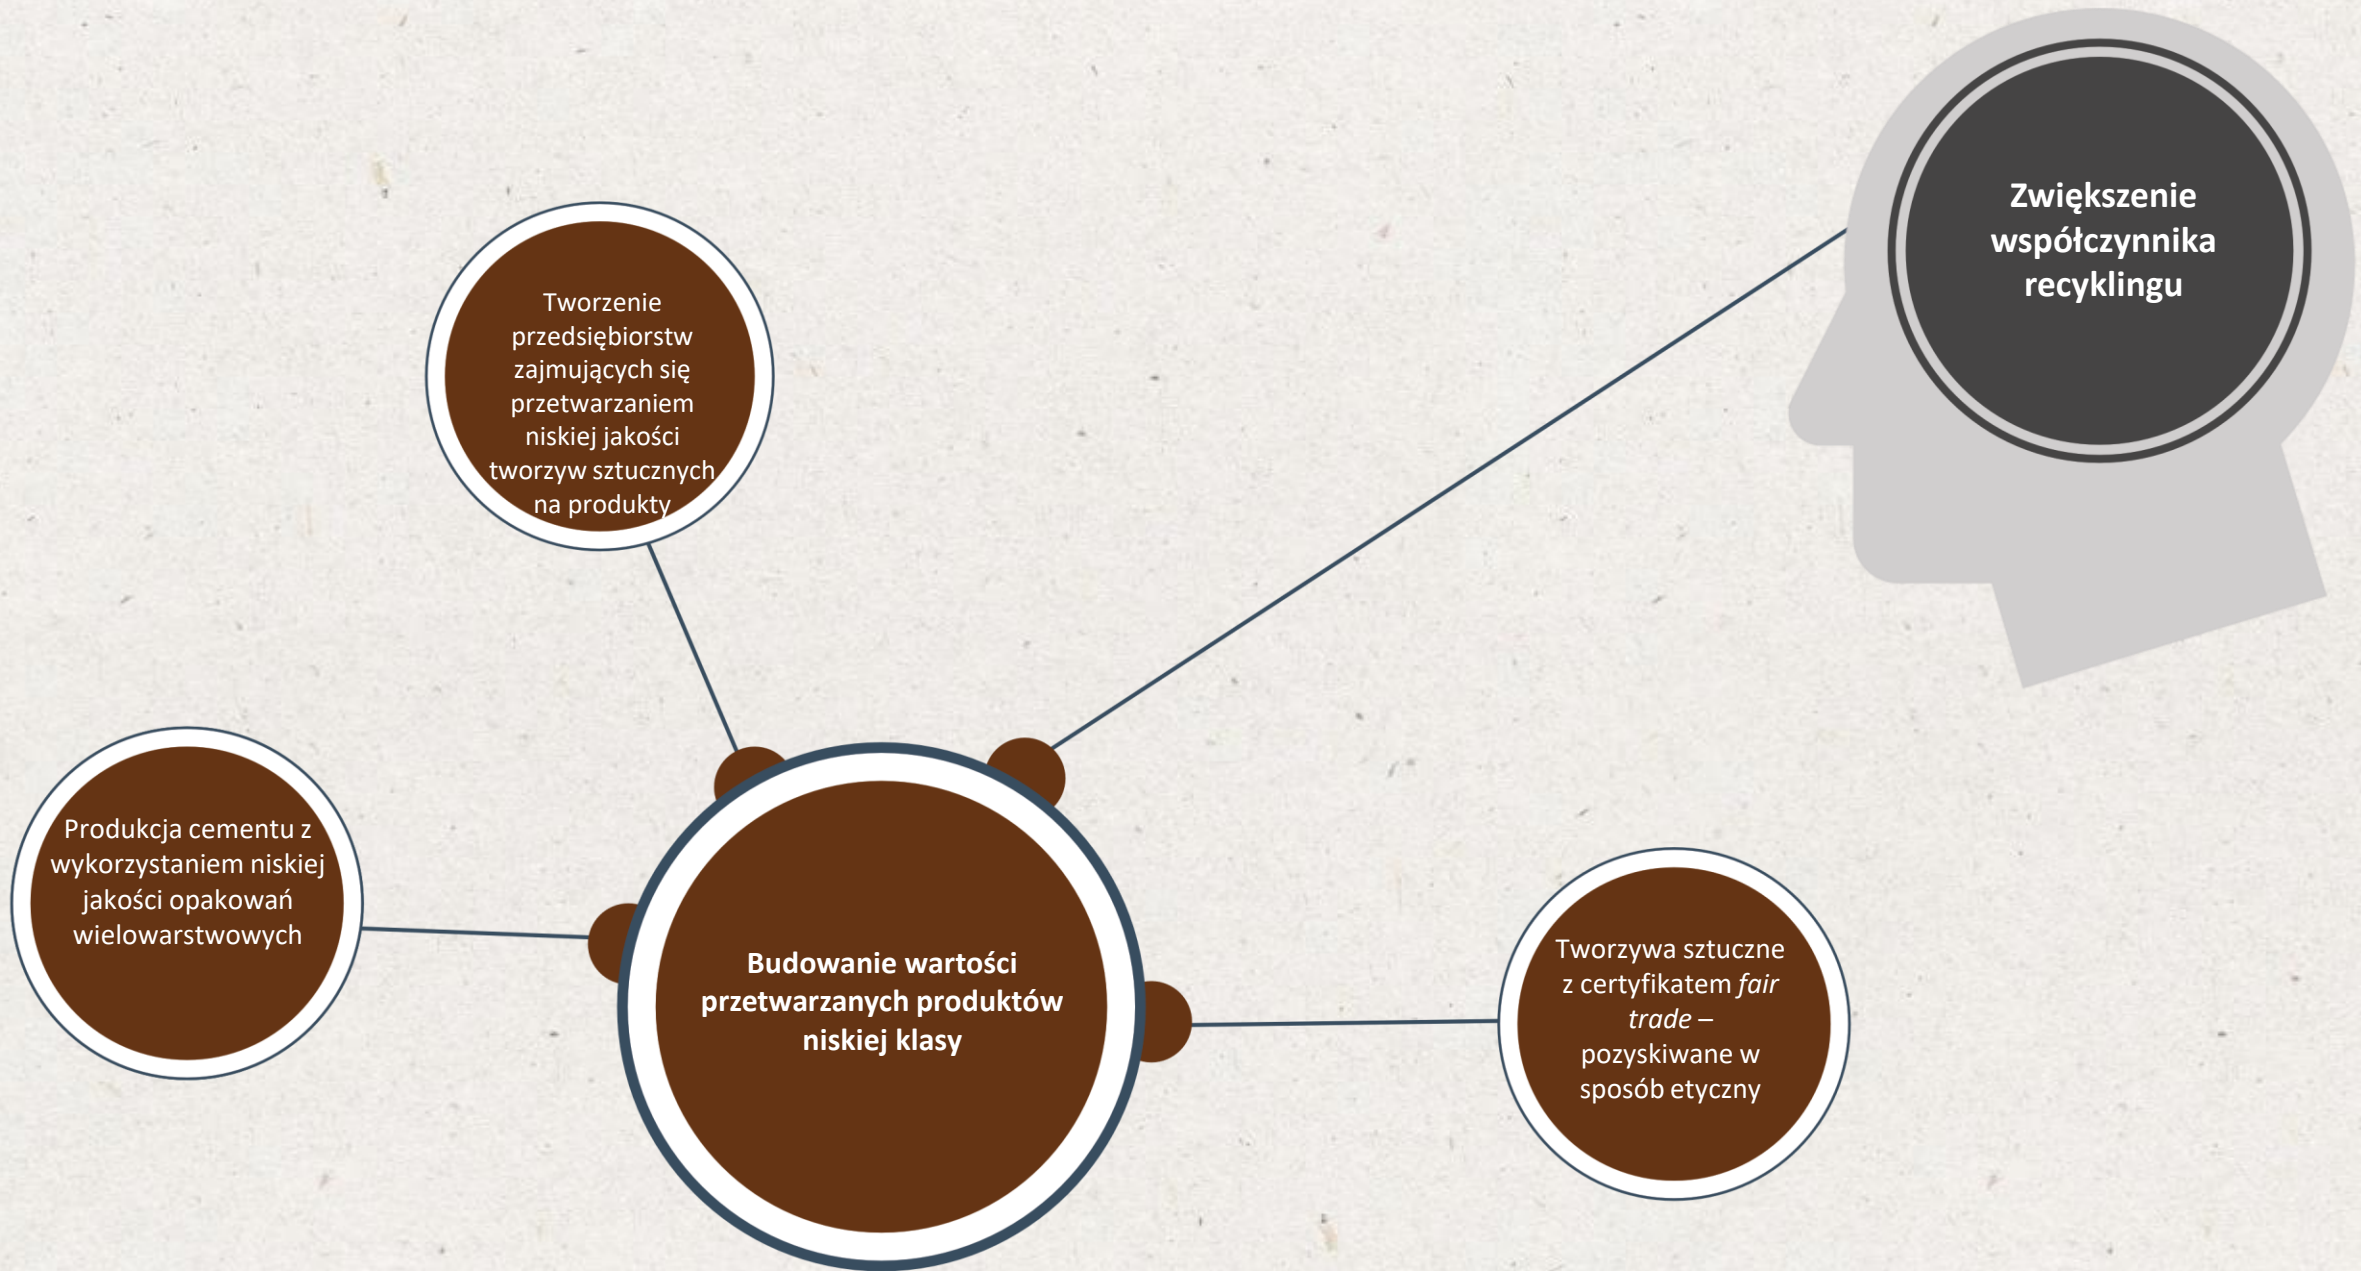 Zwiększenie
współczynnika
recyklingu
Tworzenie
przedsiębiorstw
zajmujących się
przetwarzaniem
niskiej jakości
tworzyw sztucznych
na produkty
Produkcja cementu z
wykorzystaniem niskiej
jakości opakowań
wielowarstwowych
Budowanie wartości
przetwarzanych produktów
niskiej klasy
Tworzywa sztuczne
z certyfikatem fair
trade –
pozyskiwane w
sposób etyczny